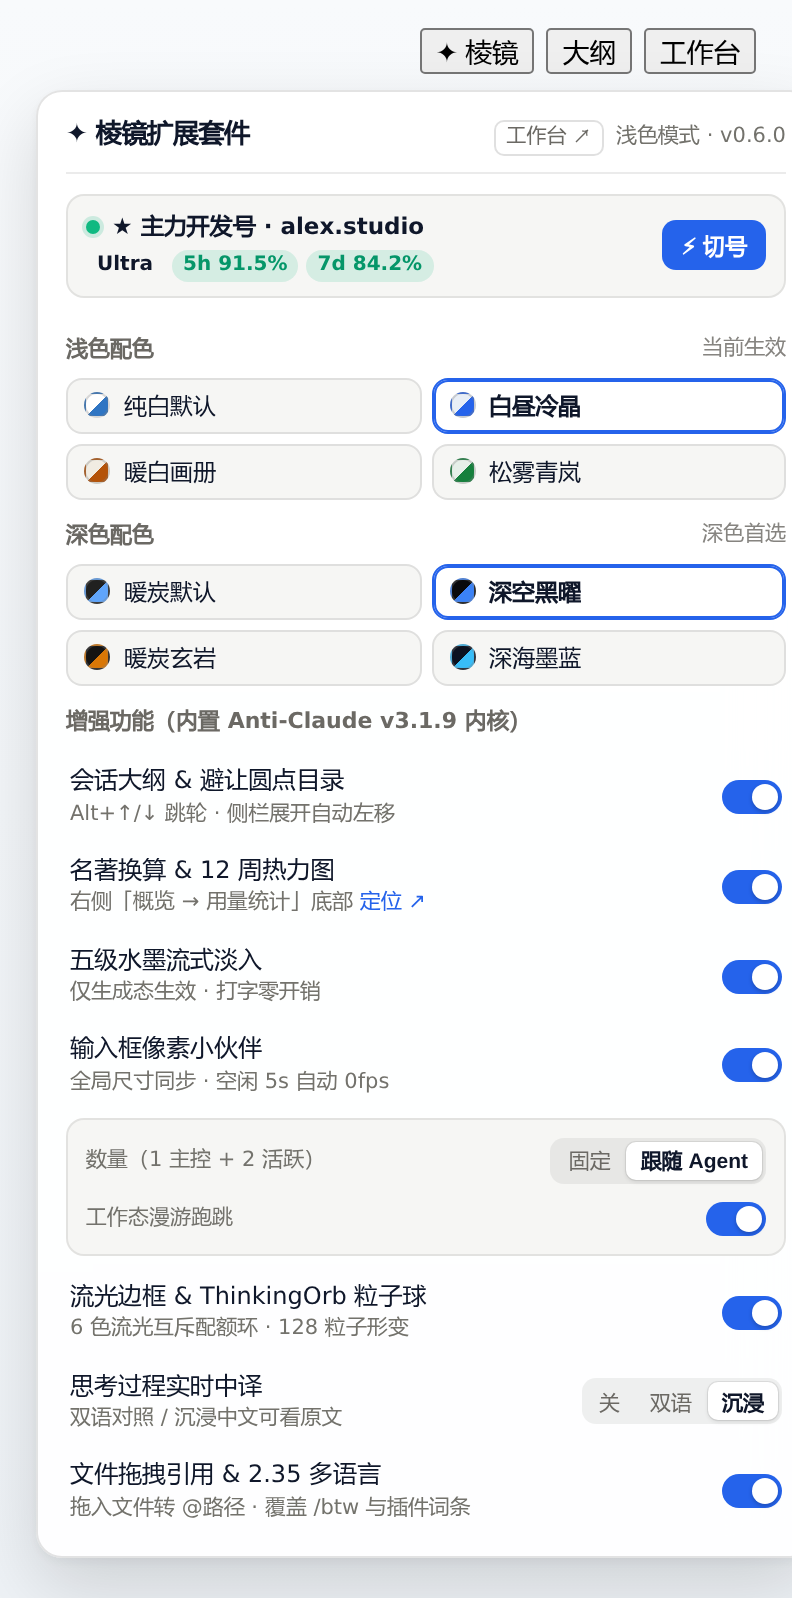 ✦ 棱镜 大纲 工作台
✦ 棱镜扩展套件 工作台 ↗ 浅色模式 · v0.6.0
★ 主力开发号 · alex.studio
Ultra 5h 91.5% 7d 84.2%
⚡ 切号
浅色配色 当前生效
纯白默认 白昼冷晶
暖白画册 松雾青岚
深色配色 深色首选
暖炭默认 深空黑曜
暖炭玄岩 深海墨蓝
增强功能（内置 Anti-Claude v3.1.9 内核）
会话大纲 & 避让圆点目录
Alt+↑/↓ 跳轮 · 侧栏展开自动左移
名著换算 & 12 周热力图
右侧「概览 → 用量统计」底部 定位 ↗
五级水墨流式淡入
仅生成态生效 · 打字零开销
输入框像素小伙伴
全局尺寸同步 · 空闲 5s 自动 0fps
数量（1 主控 + 2 活跃） 固定 跟随 Agent
工作态漫游跑跳
流光边框 & ThinkingOrb 粒子球
6 色流光互斥配额环 · 128 粒子形变
思考过程实时中译
双语对照 / 沉浸中文可看原文
关 双语 沉浸
文件拖拽引用 & 2.35 多语言
拖入文件转 @路径 · 覆盖 /btw 与插件词条